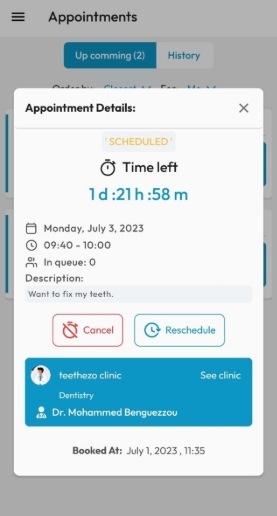 Appointments
Up comming (2)
History
Order by: Closest For: Me
Appointment Details:
'SCHEDULED'
Time left
1 d :21 h :58 m
Monday, July 3, 2023
09:40 - 10:00
In queue: 0
Description:
Want to fix my teeth.
Cancel
Reschedule
teethezo clinic
See clinic
Dentistry
Dr. Mohammed Benguezzou
Booked At: July 1, 2023 , 11:35